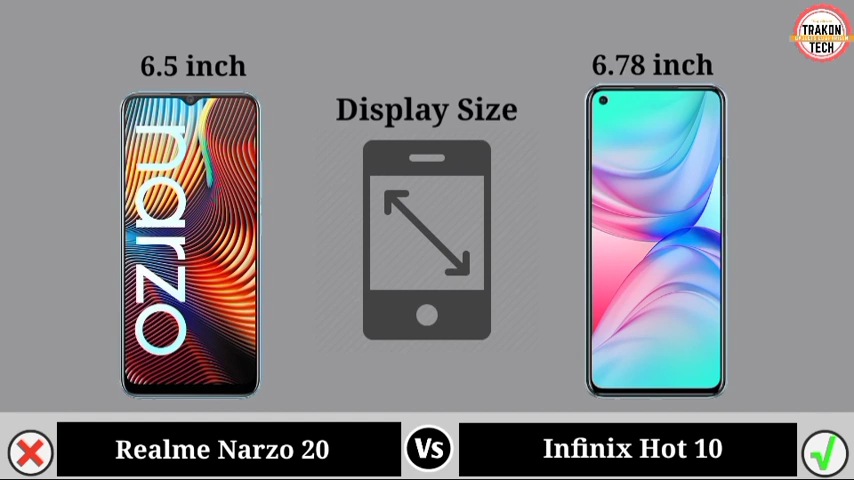 TRAKON
TECH
6.5 inch
6.78 inch
Display Size
narzo
Realme Narzo 20
Vs
Infinix Hot 10